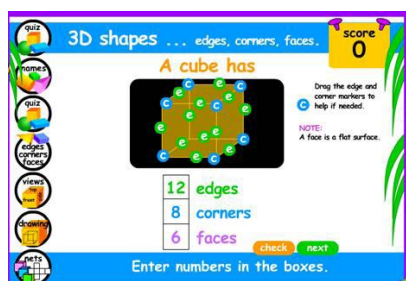 quiz
names
quiz
edges
corners
faces
views
top
front
drawing
nets
3D shapes ... edges, corners, faces.
score
0
A cube has
c
e
c
e
e
e
c
c
e
e
e
e
e
e
c
c
e
e
c
c
c
Drag the edge and
corner markers to
help if needed.
NOTE:
A face is a flat surface.
12 edges
8 corners
6 faces
check
next
Enter numbers in the boxes.